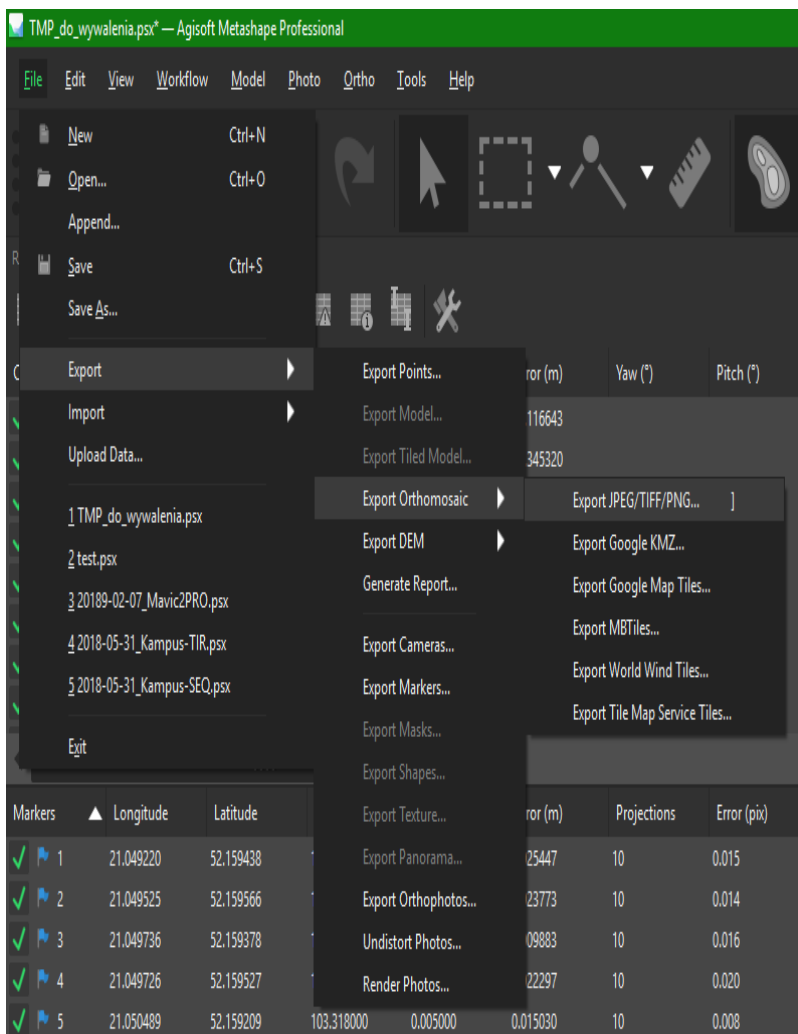 TMP_do_wywalenia.psx* — Agisoft Metashape Professional
File Edit View Workflow Model Photo Ortho Tools Help
New Ctrl+N
Open... Ctrl+O
Append...
Save Ctrl+S
Save As...
Export
Import
Upload Data...
1 TMP_do_wywalenia.psx
2 test.psx
3 20189-02-07_Mavic2PRO.psx
4 2018-05-31_Kampus-TIR.psx
5 2018-05-31_Kampus-SEQ.psx
Exit
Export Points...
Export Model...
Export Tiled Model...
Export Orthomosaic
Export DEM
Generate Report...
Export Cameras...
Export Markers...
Export Masks...
Export Shapes...
Export Texture...
Export Panorama...
Export Orthophotos...
Undistort Photos...
Render Photos...
Export JPEG/TIFF/PNG... ]
Export Google KMZ...
Export Google Map Tiles...
Export MBTiles...
Export World Wind Tiles...
Export Tile Map Service Tiles...
ror (m) Yaw (°) Pitch (°)
116643
345320
Markers Longitude Latitude ror (m) Projections Error (pix)
1 21.049220 52.159438 25447 10 0.015
2 21.049525 52.159566 23773 10 0.014
3 21.049736 52.159378 09883 10 0.016
4 21.049726 52.159527 22297 10 0.020
5 21.050489 52.159209 103.318000 0.005000 0.015030 10 0.008